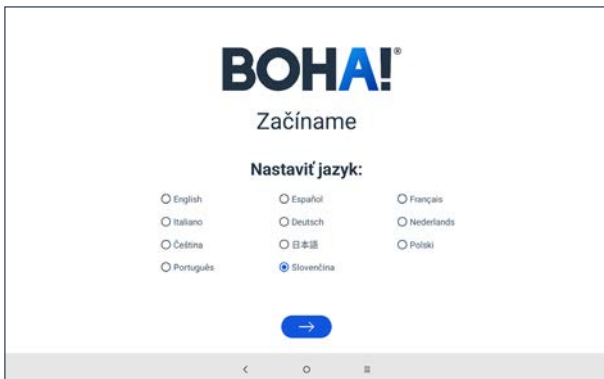 BOHA!®
Začíname
Nastaviť jazyk:
English Español Français
Italiano Deutsch Nederlands
Čeština 日本語 Polski
Português Slovenčina